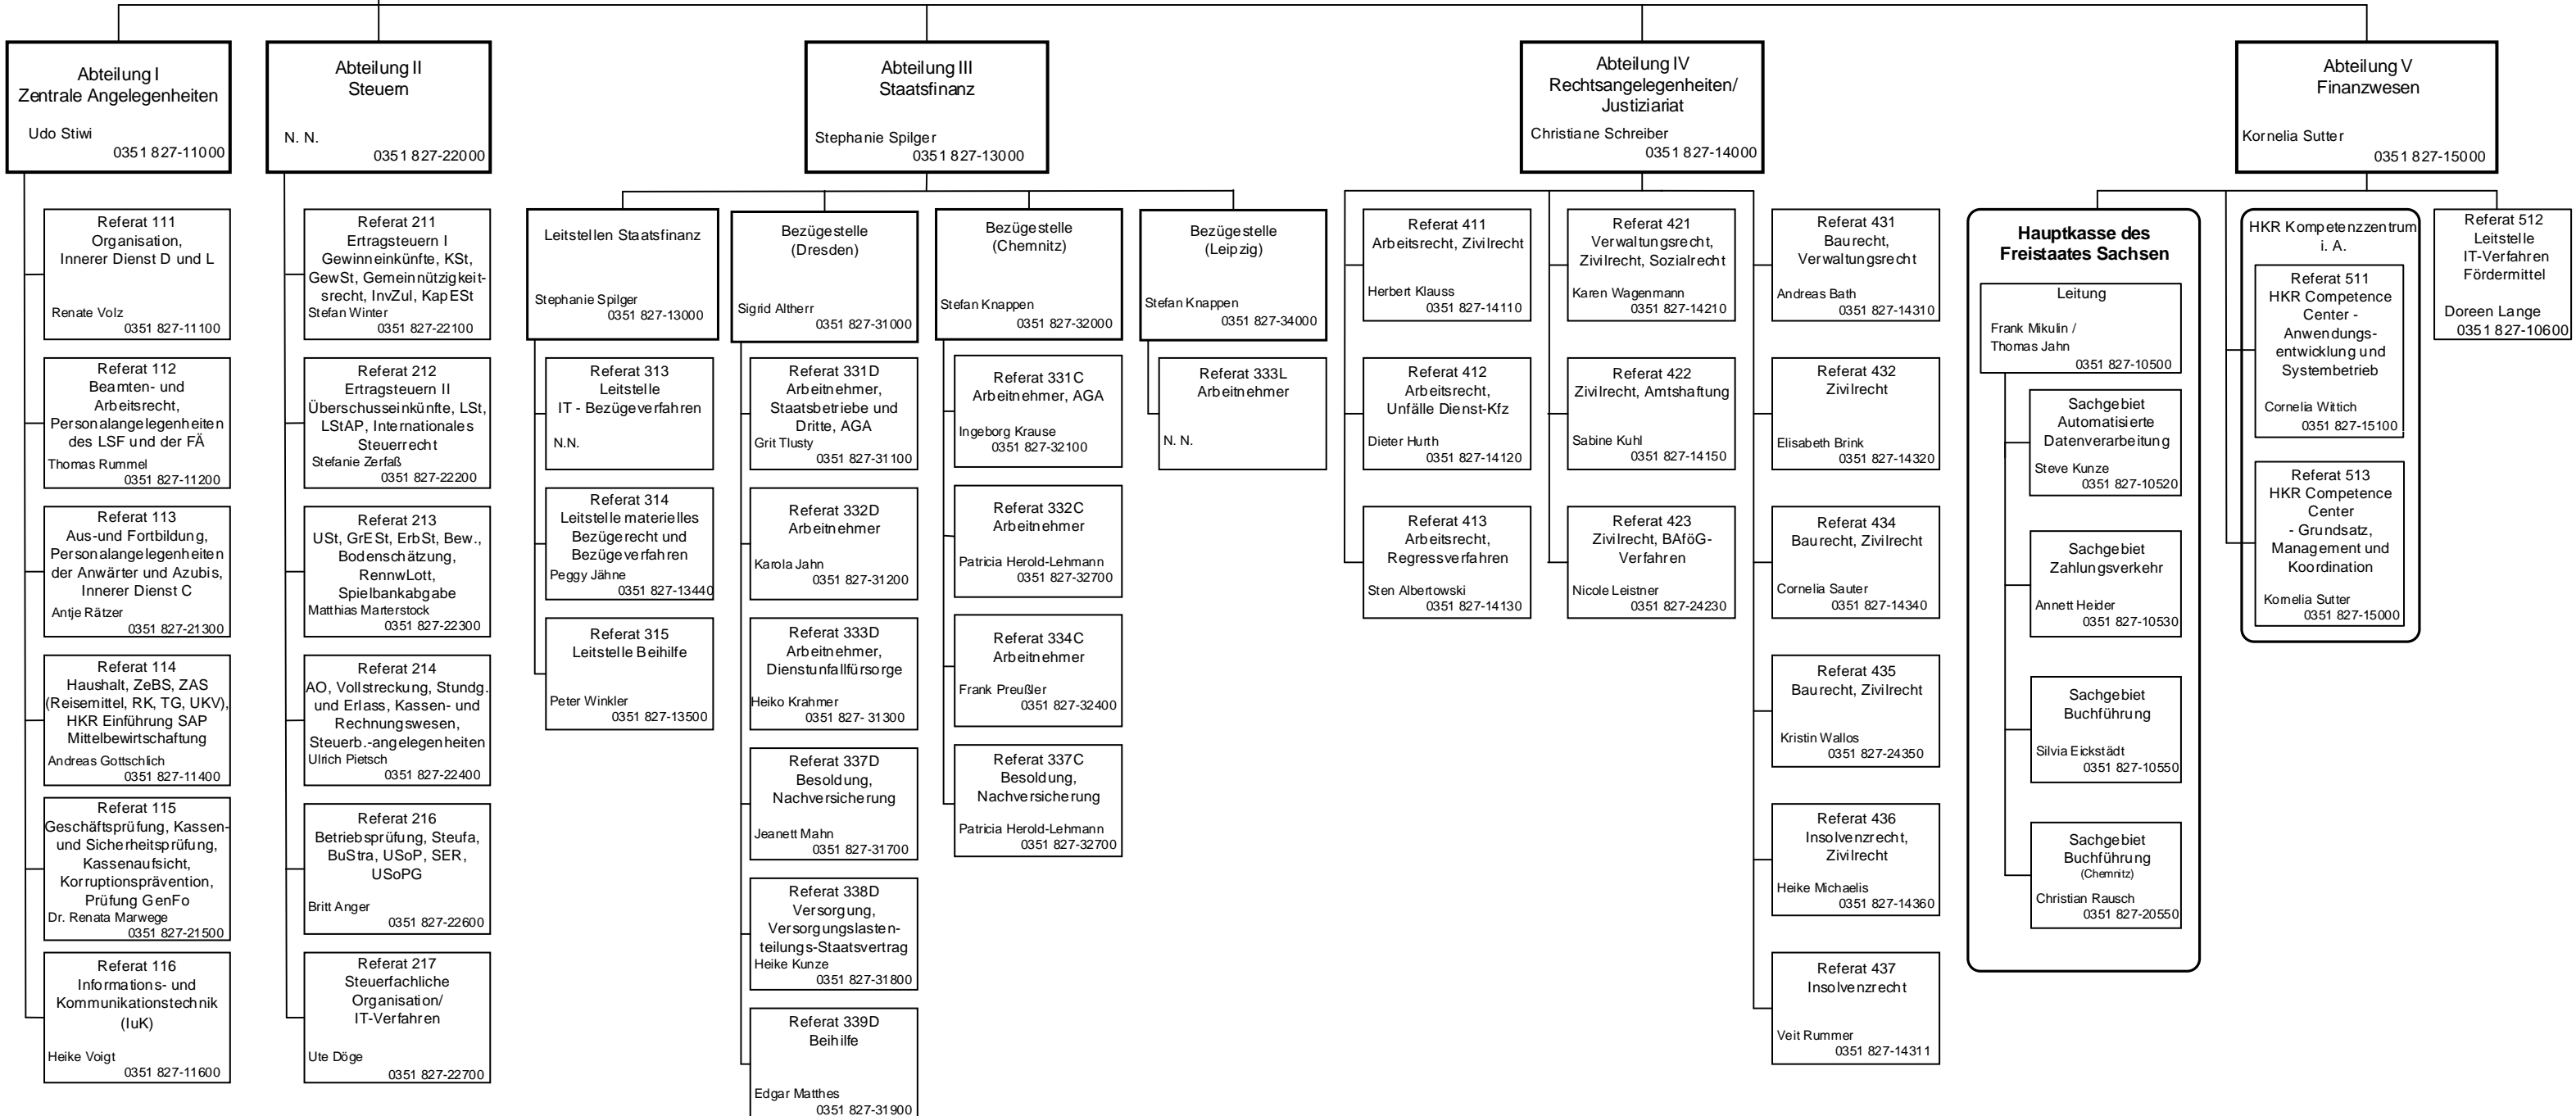 Abteilung I
Zentrale Angelegenheiten
Udo Stiwi
0351 827-11000
Referat 111
Organisation,
Innerer Dienst D und L
Renate Volz
0351 827-11100
Referat 112
Beamten- und
Arbeitsrecht,
Personalangelegenheiten
des LSF und der FÄ
Thomas Rummel
0351 827-11200
Referat 113
Aus-und Fortbildung,
Personalangelegenheiten
der Anwärter und Azubis,
Innerer Dienst C
Antje Rätzer
0351 827-21300
Referat 114
Haushalt, ZeBS, ZAS
(Reisemittel, RK, TG, UKV),
HKR Einführung SAP
Mittelbewirtschaftung
Andreas Gottschlich
0351 827-11400
Referat 115
Geschäftsprüfung, Kassen-
und Sicherheitsprüfung,
Kassenaufsicht,
Korruptionsprävention,
Prüfung GenFo
Dr. Renata Marwege
0351 827-21500
Referat 116
Informations- und
Kommunikationstechnik
(IuK)
Heike Voigt
0351 827-11600
Abteilung II
Steuern
N. N.
0351 827-22000
Referat 211
Ertragsteuern I
Gewinneinkünfte, KSt,
GewSt, Gemeinnützigkeit-
srecht, InvZul, KapESt
Stefan Winter
0351 827-22100
Referat 212
Ertragsteuern II
Überschusseinkünfte, LSt,
LStAP, Internationales
Steuerrecht
Stefanie Zerfaß
0351 827-22200
Referat 213
USt, GrESt, ErbSt, Bew.,
Bodenschätzung,
RennwLott,
Spielbankabgabe
Matthias Marterstock
0351 827-22300
Referat 214
AO, Vollstreckung, Stundg.
und Erlass, Kassen- und
Rechnungswesen,
Steuerb.-angelegenheiten
Ulrich Pietsch
0351 827-22400
Referat 216
Betriebsprüfung, Steufa,
BuStra, USoP, SER,
USoPG
Britt Anger
0351 827-22600
Referat 217
Steuerfachliche
Organisation/
IT-Verfahren
Ute Döge
0351 827-22700
Abteilung III
Staatsfinanz
Stephanie Spilger
0351 827-13000
Leitstellen Staatsfinanz
Stephanie Spilger
0351 827-13000
Referat 313
Leitstelle
IT - Bezügeverfahren
N.N.
Referat 314
Leitstelle materielles
Bezügerecht und
Bezügeverfahren
Peggy Jähne
0351 827-13440
Referat 315
Leitstelle Beihilfe
Peter Winkler
0351 827-13500
Bezügestelle
(Dresden)
Sigrid Altherr
0351 827-31000
Referat 331D
Arbeitnehmer,
Staatsbetriebe und
Dritte, AGA
Grit Tlusty
0351 827-31100
Referat 332D
Arbeitnehmer
Karola Jahn
0351 827-31200
Referat 333D
Arbeitnehmer,
Dienstunfallfürsorge
Heiko Krahmer
0351 827- 31300
Referat 337D
Besoldung,
Nachversicherung
Jeanett Mahn
0351 827-31700
Referat 338D
Versorgung,
Versorgungslasten-
teilungs-Staatsvertrag
Heike Kunze
0351 827-31800
Referat 339D
Beihilfe
Edgar Matthes
0351 827-31900
Bezügestelle
(Chemnitz)
Stefan Knappen
0351 827-32000
Referat 331C
Arbeitnehmer, AGA
Ingeborg Krause
0351 827-32100
Referat 332C
Arbeitnehmer
Patricia Herold-Lehmann
0351 827-32700
Referat 334C
Arbeitnehmer
Frank Preußler
0351 827-32400
Referat 337C
Besoldung,
Nachversicherung
Patricia Herold-Lehmann
0351 827-32700
Bezügestelle
(Leipzig)
Stefan Knappen
0351 827-34000
Referat 333L
Arbeitnehmer
N. N.
Abteilung IV
Rechtsangelegenheiten/
Justiziariat
Christiane Schreiber
0351 827-14000
Referat 411
Arbeitsrecht, Zivilrecht
Herbert Klauss
0351 827-14110
Referat 412
Arbeitsrecht,
Unfälle Dienst-Kfz
Dieter Hurth
0351 827-14120
Referat 413
Arbeitsrecht,
Regressverfahren
Sten Albertowski
0351 827-14130
Referat 421
Verwaltungsrecht,
Zivilrecht, Sozialrecht
Karen Wagenmann
0351 827-14210
Referat 422
Zivilrecht, Amtshaftung
Sabine Kuhl
0351 827-14150
Referat 423
Zivilrecht, BAföG-
Verfahren
Nicole Leistner
0351 827-24230
Referat 431
Baurecht,
Verwaltungsrecht
Andreas Bath
0351 827-14310
Referat 432
Zivilrecht
Elisabeth Brink
0351 827-14320
Referat 434
Baurecht, Zivilrecht
Cornelia Sauter
0351 827-14340
Referat 435
Baurecht, Zivilrecht
Kristin Wallos
0351 827-24350
Referat 436
Insolvenzrecht,
Zivilrecht
Heike Michaelis
0351 827-14360
Referat 437
Insolvenzrecht
Veit Rummer
0351 827-14311
Abteilung V
Finanzwesen
Kornelia Sutter
0351 827-15000
Hauptkasse des
Freistaates Sachsen
Leitung
Frank Mikulin /
Thomas Jahn
0351 827-10500
Sachgebiet
Automatisierte
Datenverarbeitung
Steve Kunze
0351 827-10520
Sachgebiet
Zahlungsverkehr
Annett Heider
0351 827-10530
Sachgebiet
Buchführung
Silvia Eickstädt
0351 827-10550
Sachgebiet
Buchführung
(Chemnitz)
Christian Rausch
0351 827-20550
HKR Kompetenzzentrum
i. A.
Referat 511
HKR Competence
Center -
Anwendungs-
entwicklung und
Systembetrieb
Cornelia Wittich
0351 827-15100
Referat 513
HKR Competence
Center
- Grundsatz,
Management und
Koordination
Kornelia Sutter
0351 827-15000
Referat 512
Leitstelle
IT-Verfahren
Fördermittel
Doreen Lange
0351 827-10600